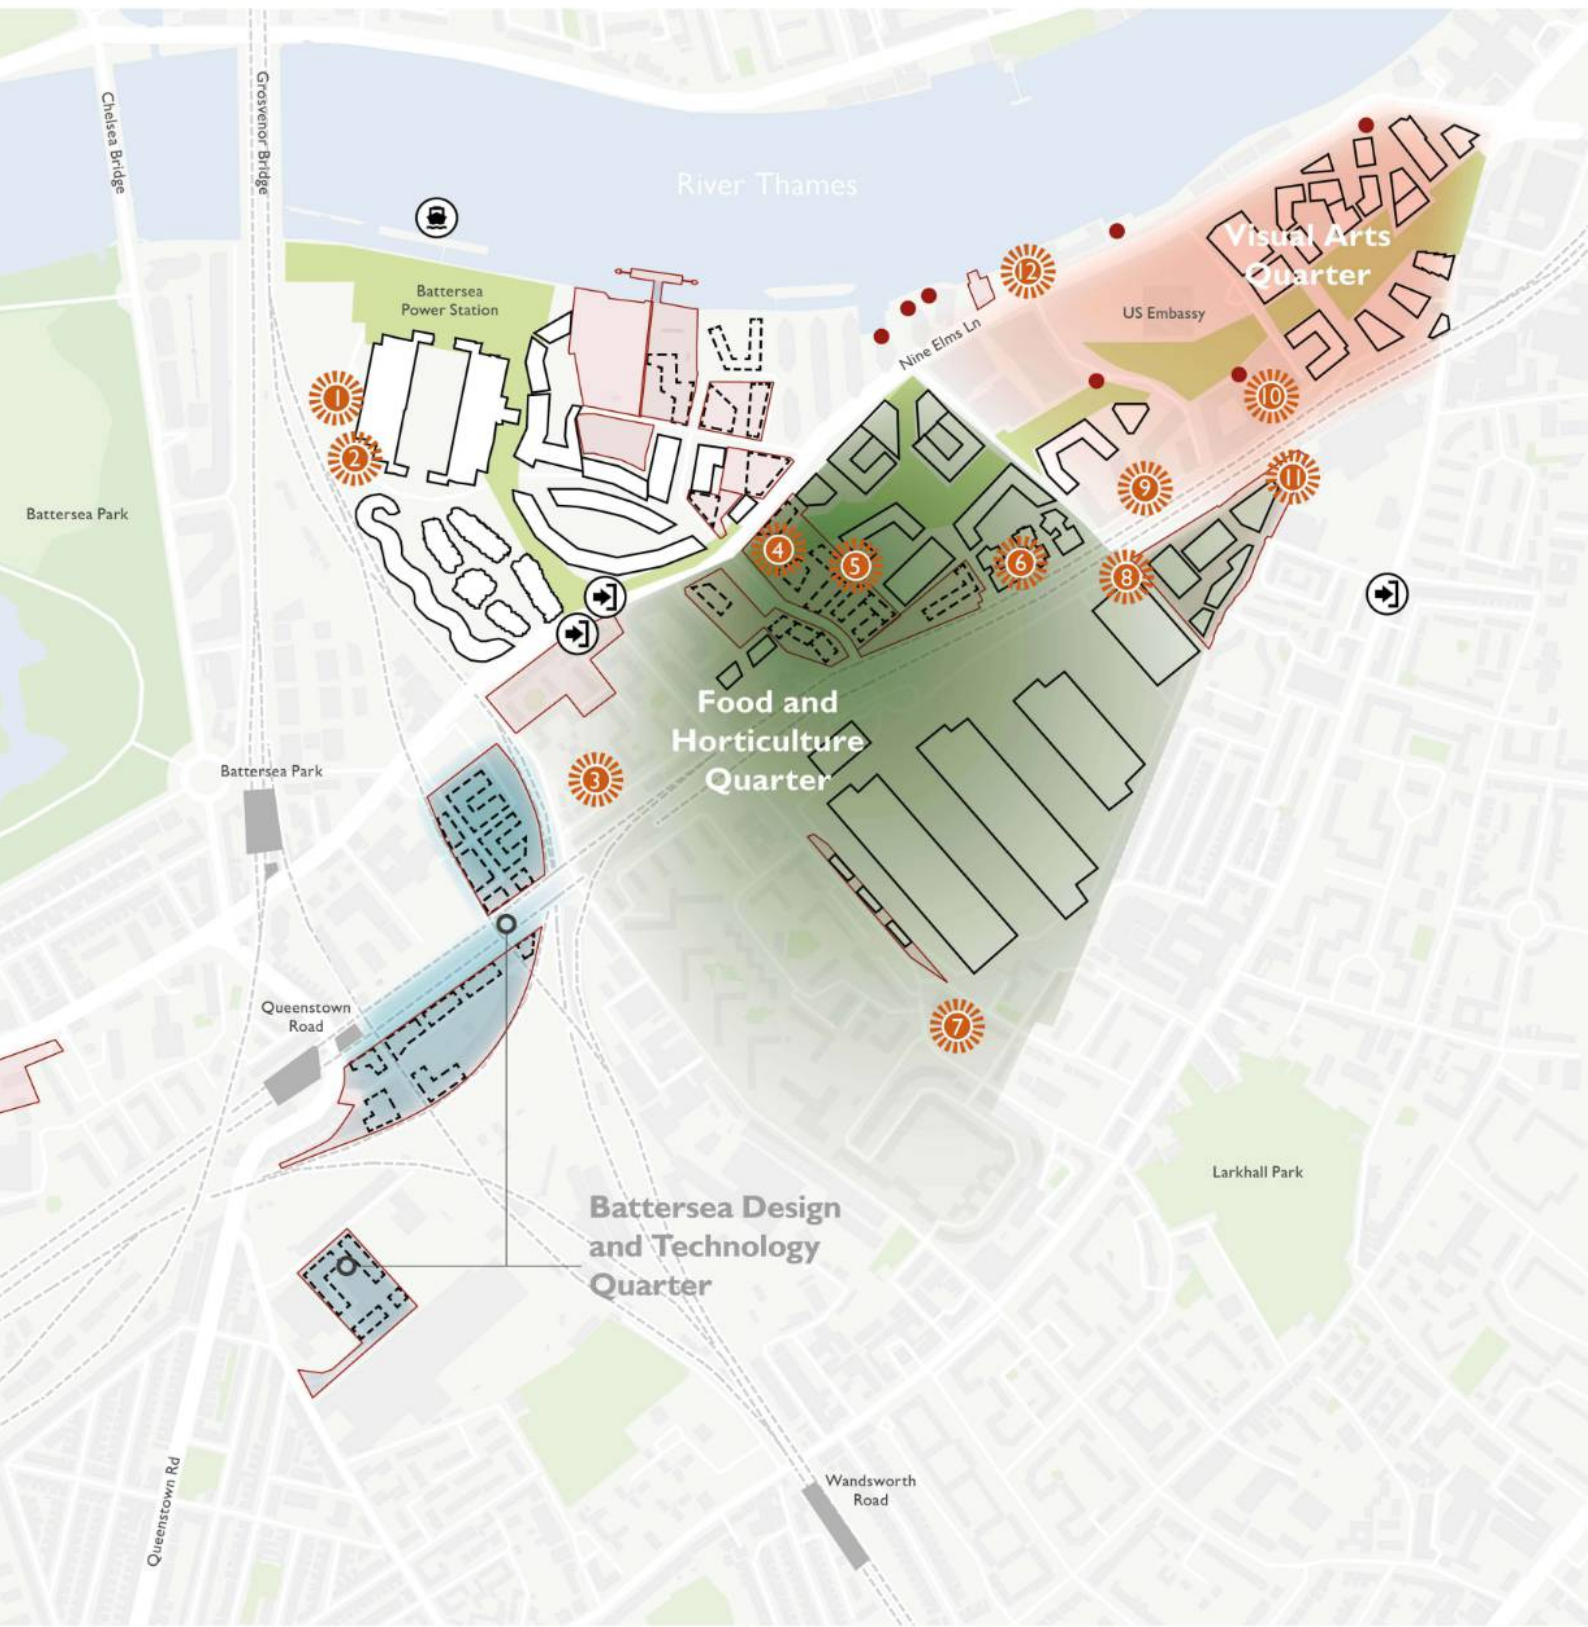 Chelsea Bridge
Grosvenor Bridge
River Thames
Visual Arts
Quarter
12
Battersea
Power Station
US Embassy
Nine Elms Ln
1
10
2
11
9
Battersea Park
4
5
6
8
Food and
Horticulture
Quarter
Battersea Park
3
Queenstown
Road
7
Larkhall Park
Battersea Design
and Technology
Quarter
Wandsworth
Road
Queenstown Rd